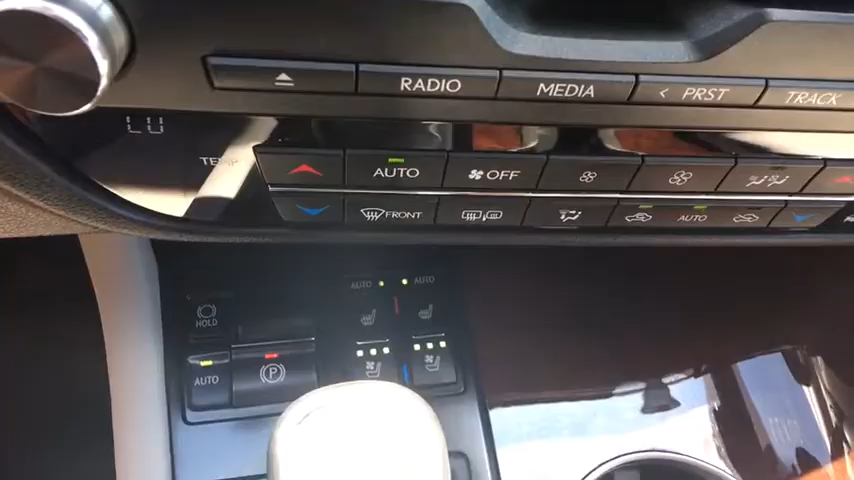 RADIO MEDIA < PRST TRACK
TEMP
LO
AUTO OFF
FRONT AUTO
AUTO AUTO
HOLD
AUTO P